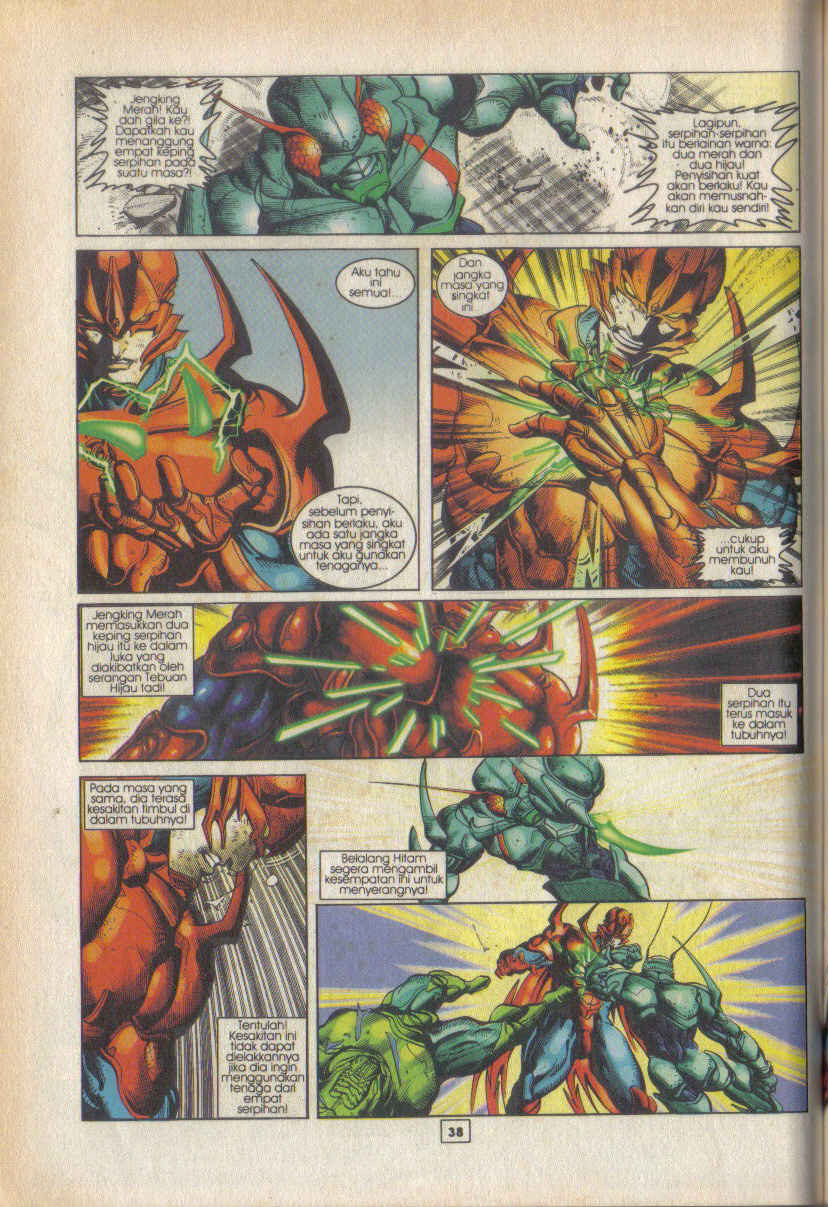 Jengking
Merah! Kau
dah gila ke?!
Dapatkah kau
menanggung
empat keping
serpihan pada
suatu masa?!
Lagipun,
serpihan-serpihan
itu berlainan warna:
dua merah dan
dua hijau!
Penyisihan kuat
akan berlaku! Kau
akan memusnah-
kan diri kau sendiri!
Aku tahu
ini
semua!...
Tapi,
sebelum penyi-
sihan berlaku, aku
ada satu jangka
masa yang singkat
untuk aku gunakan
tenaganya...
Dan
jangka
masa yang
singkat
ini...
...cukup
untuk aku
membunuh
kau!
Jengking Merah
memasukkan dua
keping serpihan
hijau itu ke dalam
luka yang
diakibatkan oleh
serangan Tebuan
Hijau tadi!
Dua
serpihan itu
terus masuk
ke dalam
tubuhnya!
Pada masa yang
sama, dia terasa
kesakitan timbul di
dalam tubuhnya!
Tentulah!
Kesakitan ini
tidak dapat
dielakkannya
jika dia ingin
menggunakan
tenaga dari
empat
serpihan!
Belalang Hitam
segera mengambil
kesempatan ini untuk
menyerangnya!
38